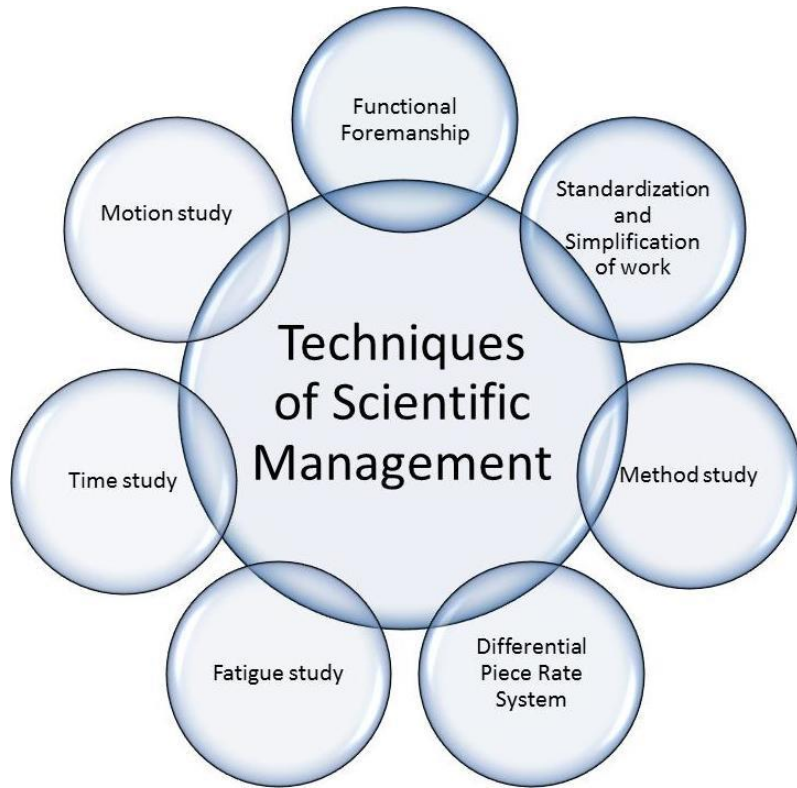 Techniques
of Scientific
Management
Functional
Foremanship
Standardization
and
Simplification
of work
Method study
Differential
Piece Rate
System
Fatigue study
Time study
Motion study